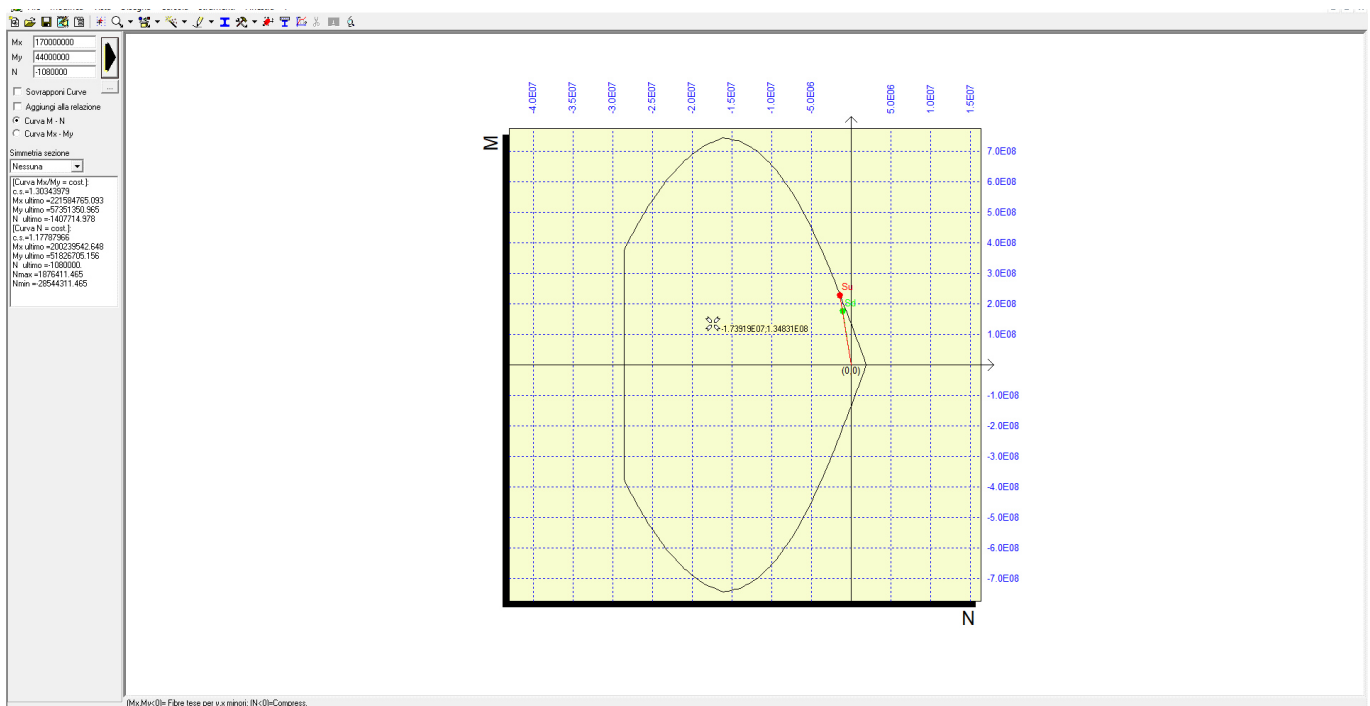 Mx 170000000
My 44000000
N -1080000
...
Sovrapponi Curve
Aggiungi alla relazione
Curva M - N
Curva Mx - My
Simmetria sezione
Nessuna
[Curva Mx/My = cost.]:
c.s.=1.30343979
Mx ultimo =221584765.093
My ultimo =57351350.965
N ultimo =-1407714.978
[Curva N = cost.]:
c.s.=1.17787966
Mx ultimo =200239542.648
My ultimo =51826705.156
N ultimo =-1080000.
Nmax =1876411.465
Nmin =-28544311.465
-4.0E07
-3.5E07
-3.0E07
-2.5E07
-2.0E07
-1.5E07
-1.0E07
-5.0E06
5.0E06
1.0E07
1.5E07
M
7.0E08
6.0E08
5.0E08
4.0E08
3.0E08
Su
Sd
2.0E08
-1.73919E07,1.34831E08
1.0E08
(0,0)
-1.0E08
-2.0E08
-3.0E08
-4.0E08
-5.0E08
-6.0E08
-7.0E08
N
(Mx,My<0)= Fibre tese per y,x minori; (N<0)=Compress.